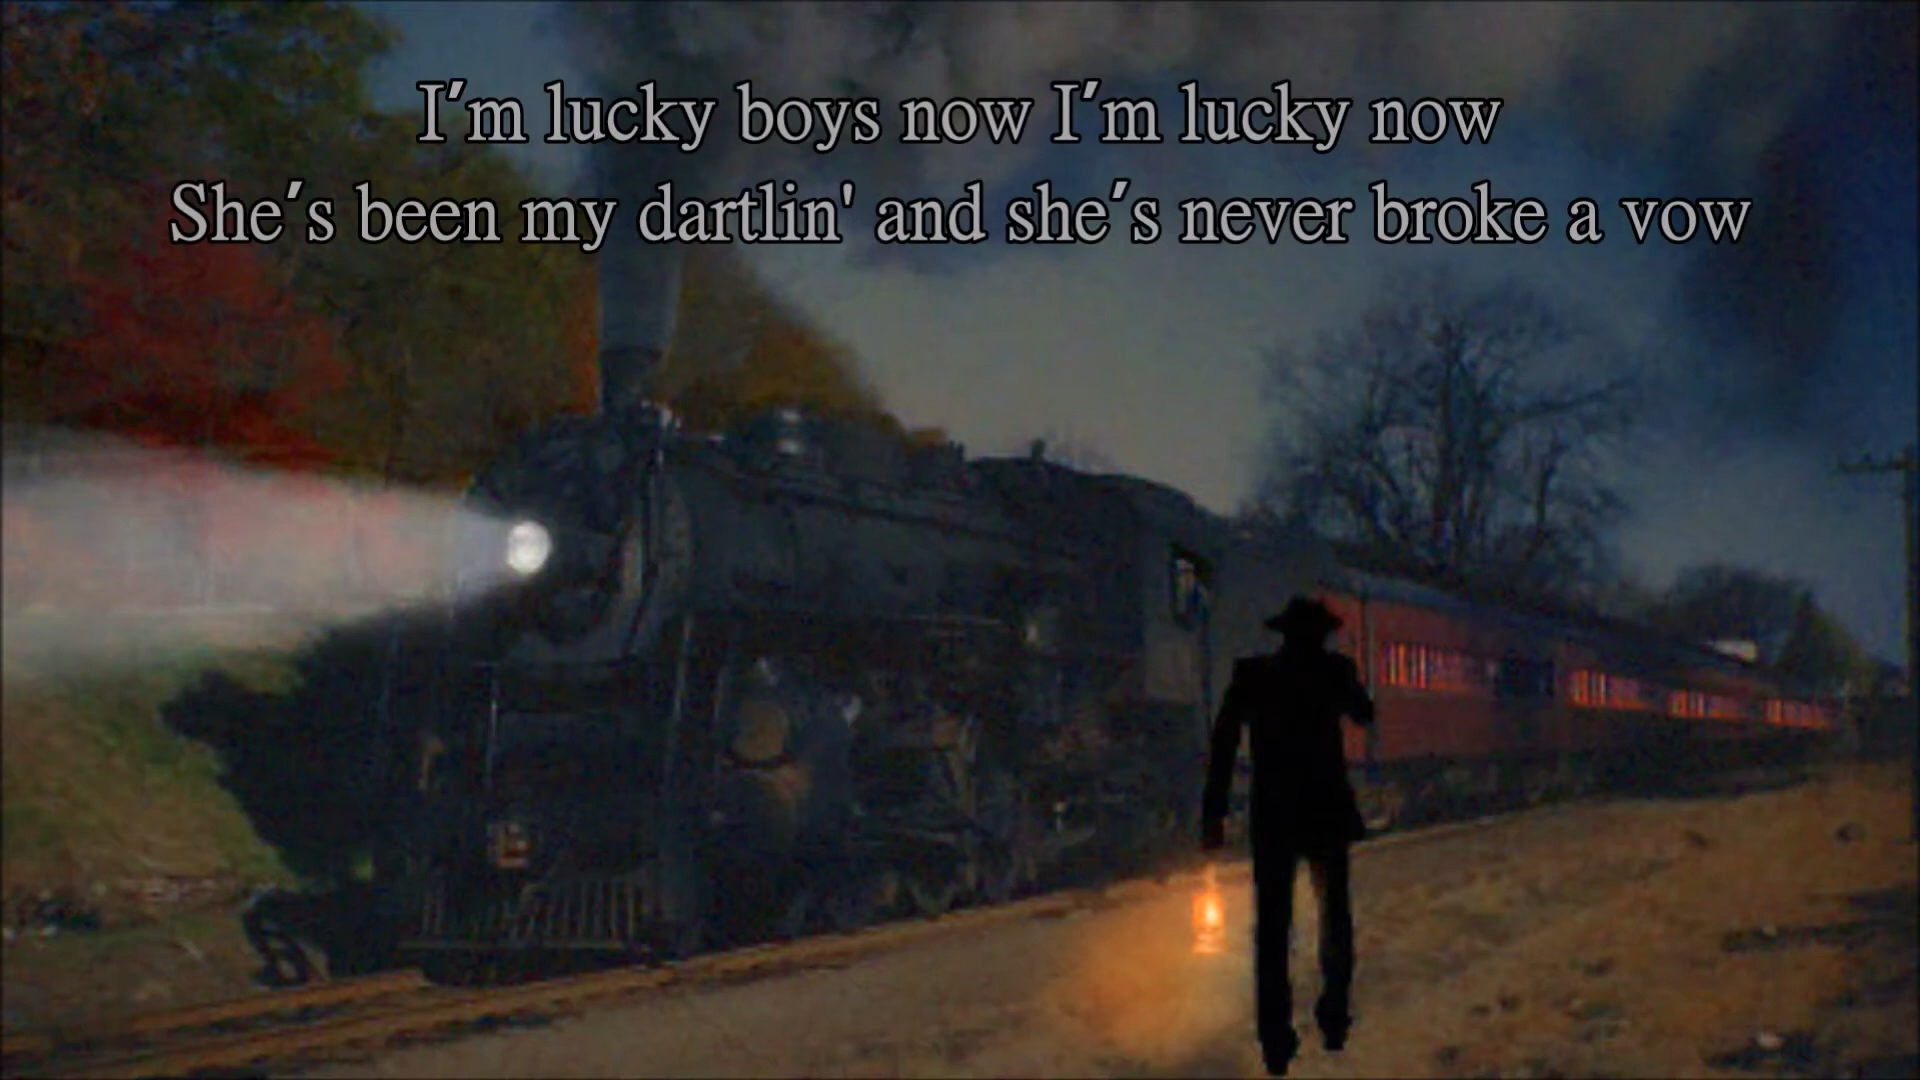 I´m lucky boys now I´m lucky now
She´s been my dartlin' and she´s never broke a vow